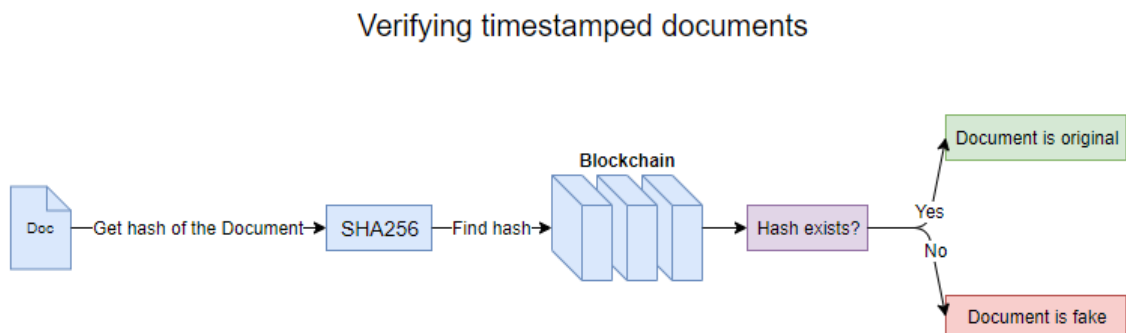 Verifying timestamped documents
Document is original
Blockchain
Doc
Get hash of the Document
SHA256
Find hash
Hash exists?
Yes
No
Document is fake